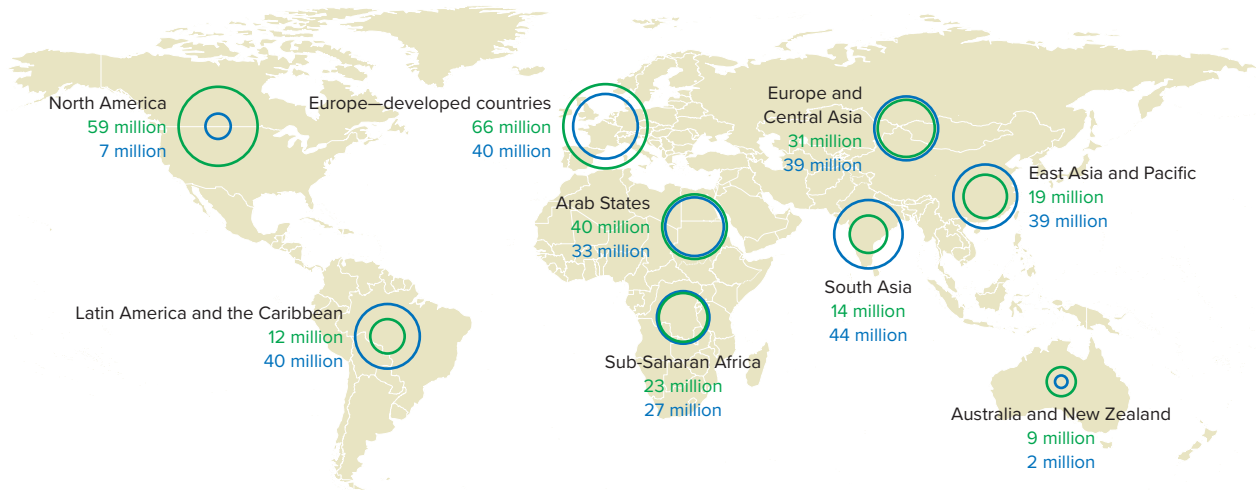 North America
59 million
7 million
Europe—developed countries
66 million
40 million
Europe and
Central Asia
31 million
39 million
East Asia and Pacific
19 million
39 million
Arab States
40 million
33 million
South Asia
14 million
44 million
Latin America and the Caribbean
12 million
40 million
Sub-Saharan Africa
23 million
27 million
Australia and New Zealand
9 million
2 million